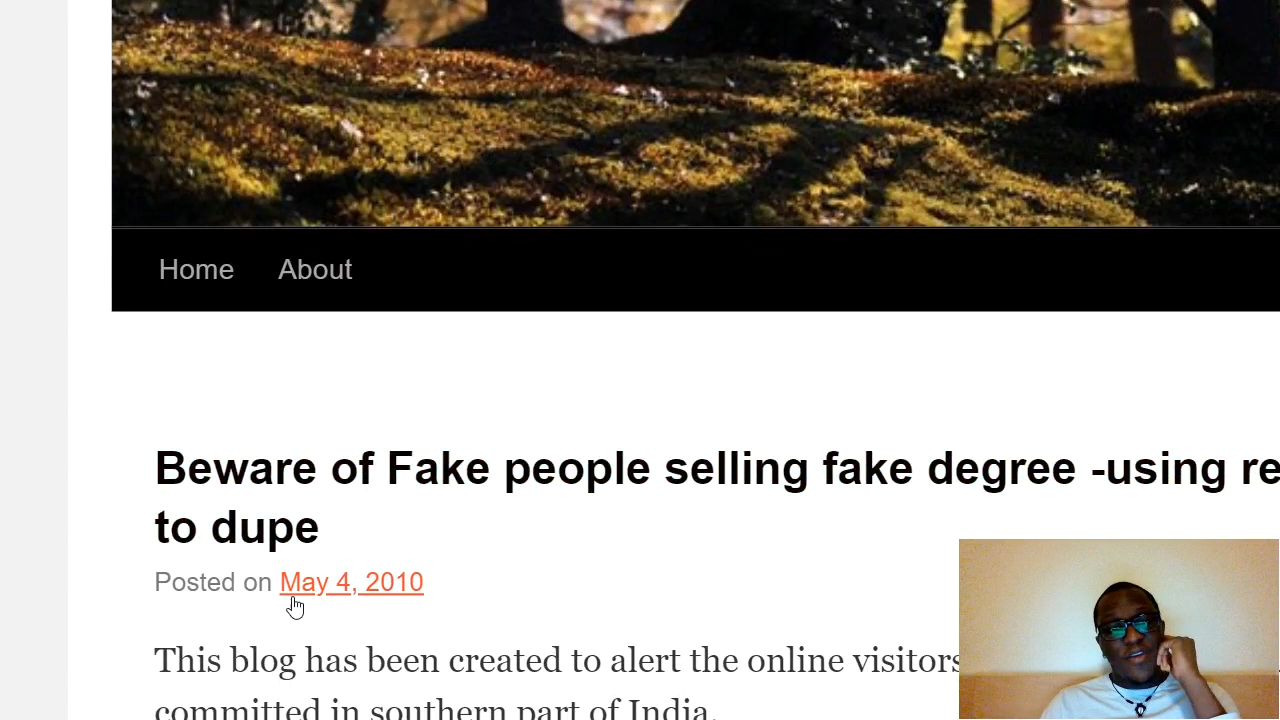 Home About
Beware of Fake people selling fake degree -using re
to dupe
Posted on May 4, 2010
This blog has been created to alert the online visitors
committed in southern part of India.